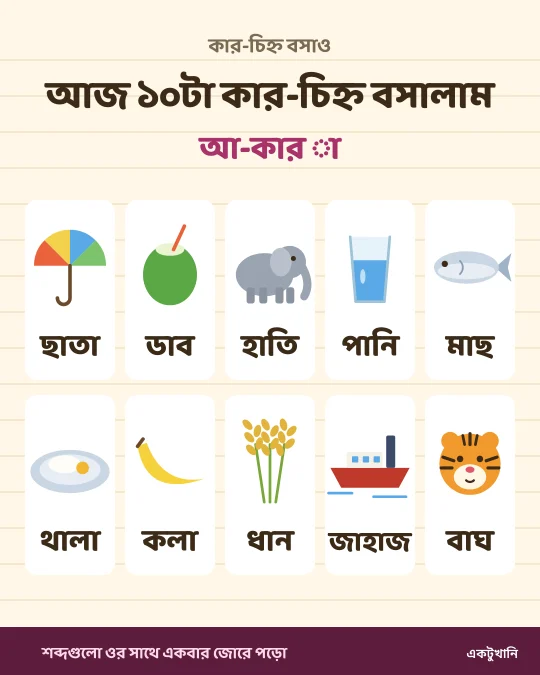 কার-চিহ্ন বসাও
আজ ১০টা কার-চিহ্ন বসালাম
আ-কার া
ছাতা
ডাব
হাতি
পানি
মাছ
থালা
কলা
ধান
জাহাজ
বাঘ
শব্দগুলো ওর সাথে একবার জোরে পড়ো
একটুখানি